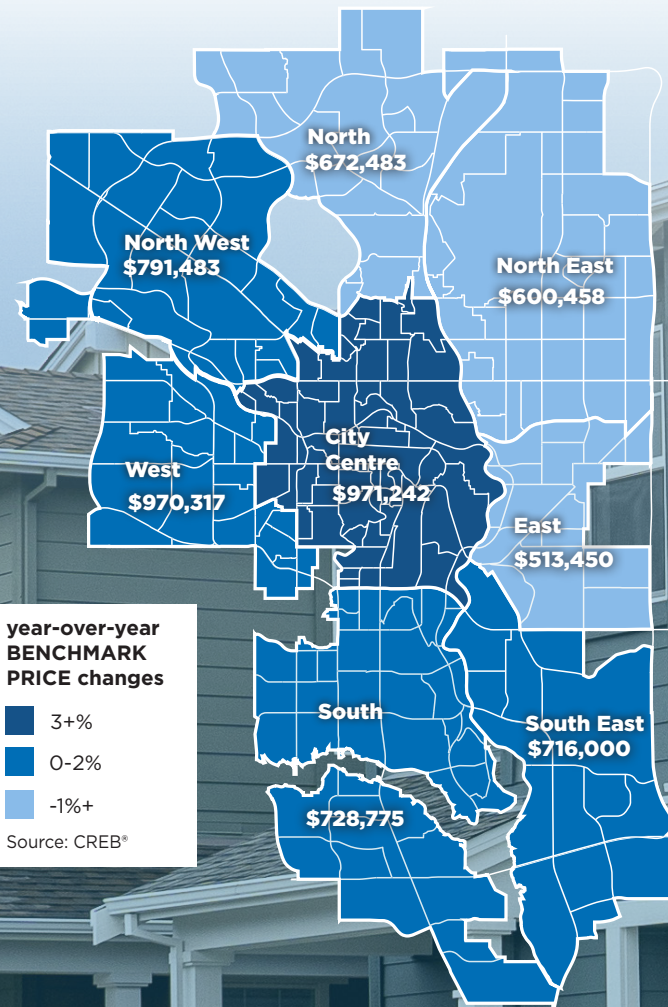 North
$672,483
North West
$791,483
North East
$600,458
City
Centre
$971,242
West
$970,317
East
$513,450
year-over-year
BENCHMARK
PRICE changes
3+%
0-2%
-1%+
Source: CREB®
South
$728,775
South East
$716,000